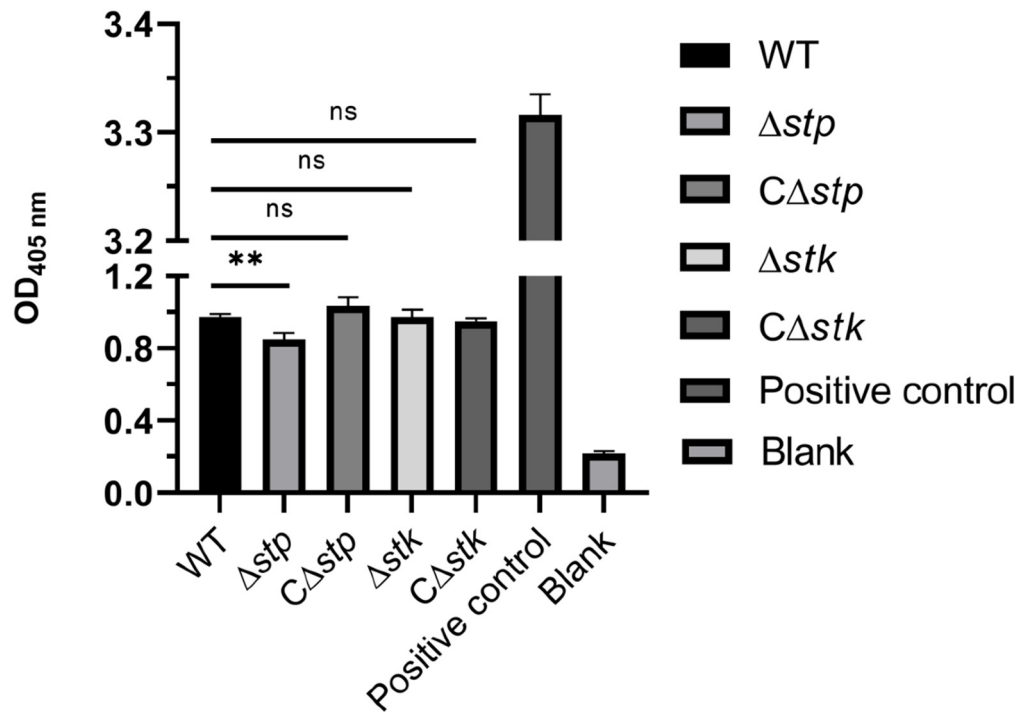 3.4
3.3
3.2
1.2
0.8
0.4
0.0
OD405 nm
ns
ns
ns
**
WT
Δstp
CΔstp
Δstk
CΔstk
Positive control
Blank
WT
Δstp
CΔstp
Δstk
CΔstk
Positive control
Blank